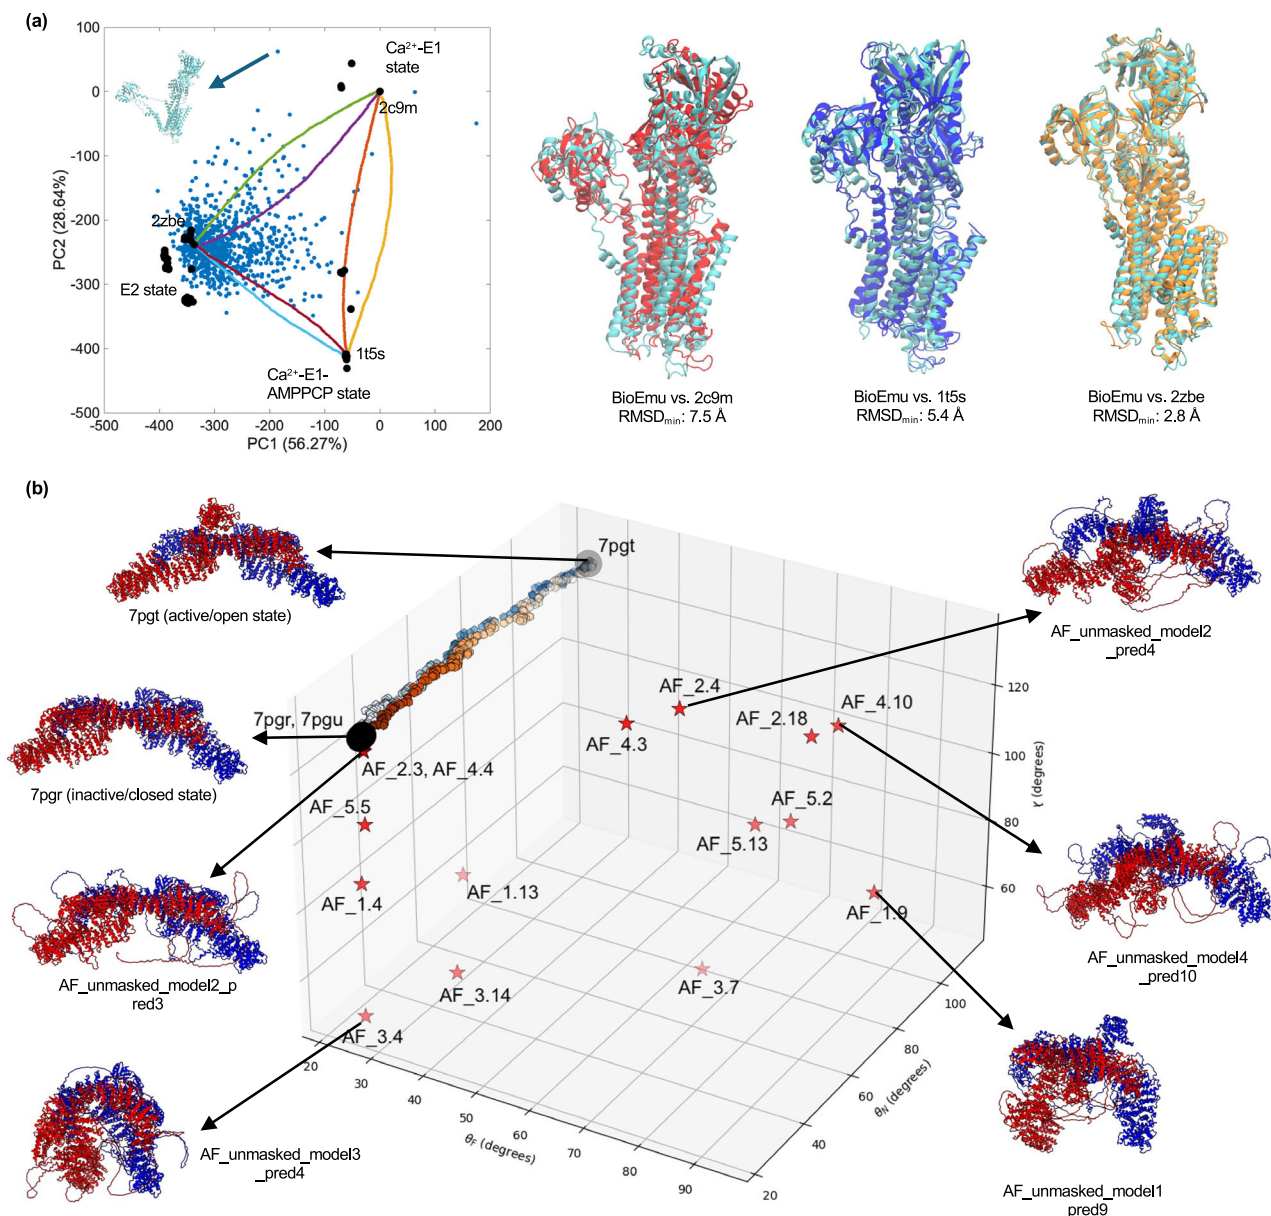 (a)
100
0
-100
-200
-300
-400
-500
PC2 (28.64%)
-500
-400
-300
-200
-100
0
100
200
PC1 (56.27%)
Ca²⁺-E1
state
2c9m
2zbe
E2 state
1t5s
Ca²⁺-E1-
AMPPCP state
BioEmu vs. 2c9m
RMSDmin: 7.5 Å
BioEmu vs. 1t5s
RMSDmin: 5.4 Å
BioEmu vs. 2zbe
RMSDmin: 2.8 Å
(b)
7pgt (active/open state)
7pgr (inactive/closed state)
AF_unmasked_model2_p
red3
AF_unmasked_model3
_pred4
7pgt
7pgr, 7pgu
AF_2.3, AF_4.4
AF_5.5
AF_1.4
AF_1.13
AF_3.14
AF_3.4
AF_2.4
AF_4.3
AF_2.18
AF_4.10
AF_5.2
AF_5.13
AF_1.9
AF_3.7
20
30
40
50
60
70
80
90
θF (degrees)
20
40
60
80
100
θN (degrees)
60
80
100
120
γ (degrees)
AF_unmasked_model2
_pred4
AF_unmasked_model4
_pred10
AF_unmasked_model1
pred9